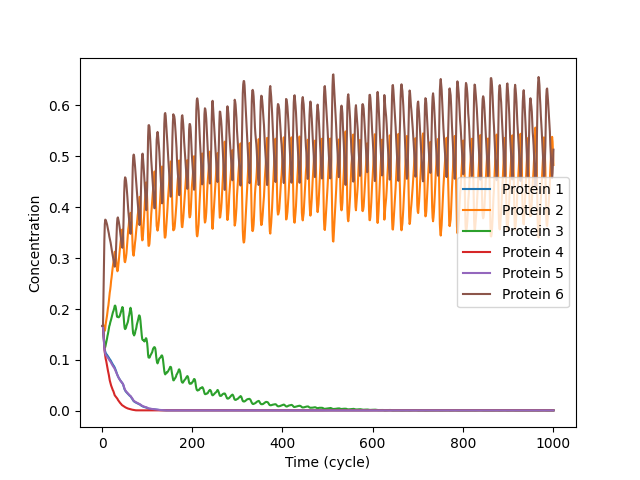 0.6
0.5
0.4
0.3
0.2
0.1
0.0
Concentration
Protein 1
Protein 2
Protein 3
Protein 4
Protein 5
Protein 6
0
200
400
600
800
1000
Time (cycle)